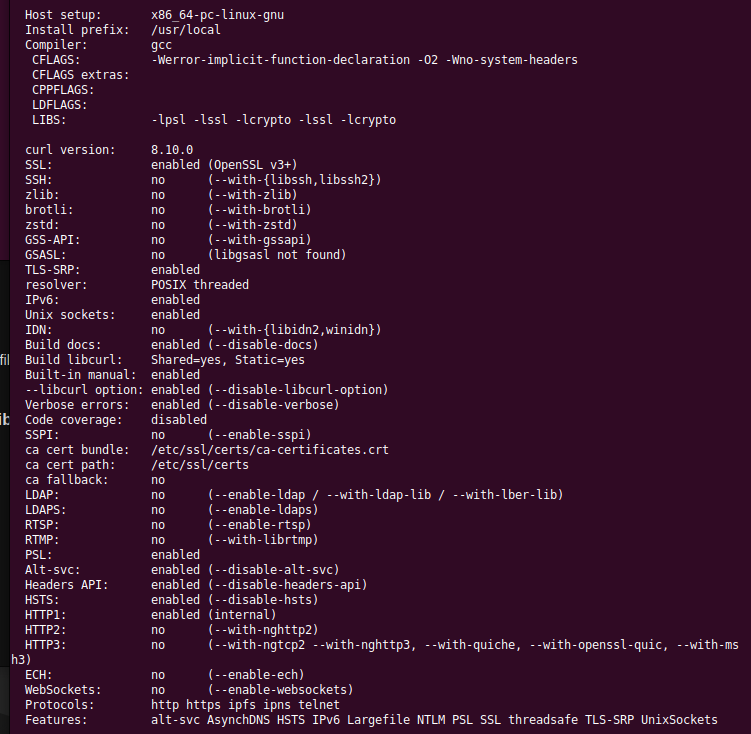 Host setup:       x86_64-pc-linux-gnu
Install prefix:   /usr/local
Compiler:         gcc
 CFLAGS:          -Werror-implicit-function-declaration -O2 -Wno-system-headers
 CFLAGS extras:
 CPPFLAGS:
 LDFLAGS:
 LIBS:            -lpsl -lssl -lcrypto -lssl -lcrypto

curl version:     8.10.0
SSL:              enabled (OpenSSL v3+)
SSH:              no      (--with-{libssh,libssh2})
zlib:             no      (--with-zlib)
brotli:           no      (--with-brotli)
zstd:             no      (--with-zstd)
GSS-API:          no      (--with-gssapi)
GSASL:            no      (libgsasl not found)
TLS-SRP:          enabled
resolver:         POSIX threaded
IPv6:             enabled
Unix sockets:     enabled
IDN:              no      (--with-{libidn2,winidn})
Build docs:       enabled (--disable-docs)
Build libcurl:    Shared=yes, Static=yes
Built-in manual:  enabled
--libcurl option: enabled (--disable-libcurl-option)
Verbose errors:   enabled (--disable-verbose)
Code coverage:    disabled
SSPI:             no      (--enable-sspi)
ca cert bundle:   /etc/ssl/certs/ca-certificates.crt
ca cert path:     /etc/ssl/certs
ca fallback:      no
LDAP:             no      (--enable-ldap / --with-ldap-lib / --with-lber-lib)
LDAPS:            no      (--enable-ldaps)
RTSP:             no      (--enable-rtsp)
RTMP:             no      (--with-librtmp)
PSL:              enabled
Alt-svc:          enabled (--disable-alt-svc)
Headers API:      enabled (--disable-headers-api)
HSTS:             enabled (--disable-hsts)
HTTP1:            enabled (internal)
HTTP2:            no      (--with-nghttp2)
HTTP3:            no      (--with-ngtcp2 --with-nghttp3, --with-quiche, --with-openssl-quic, --with-ms
h3)
ECH:              no      (--enable-ech)
WebSockets:       no      (--enable-websockets)
Protocols:        http https ipfs ipns telnet
Features:         alt-svc AsynchDNS HSTS IPv6 Largefile NTLM PSL SSL threadsafe TLS-SRP UnixSockets